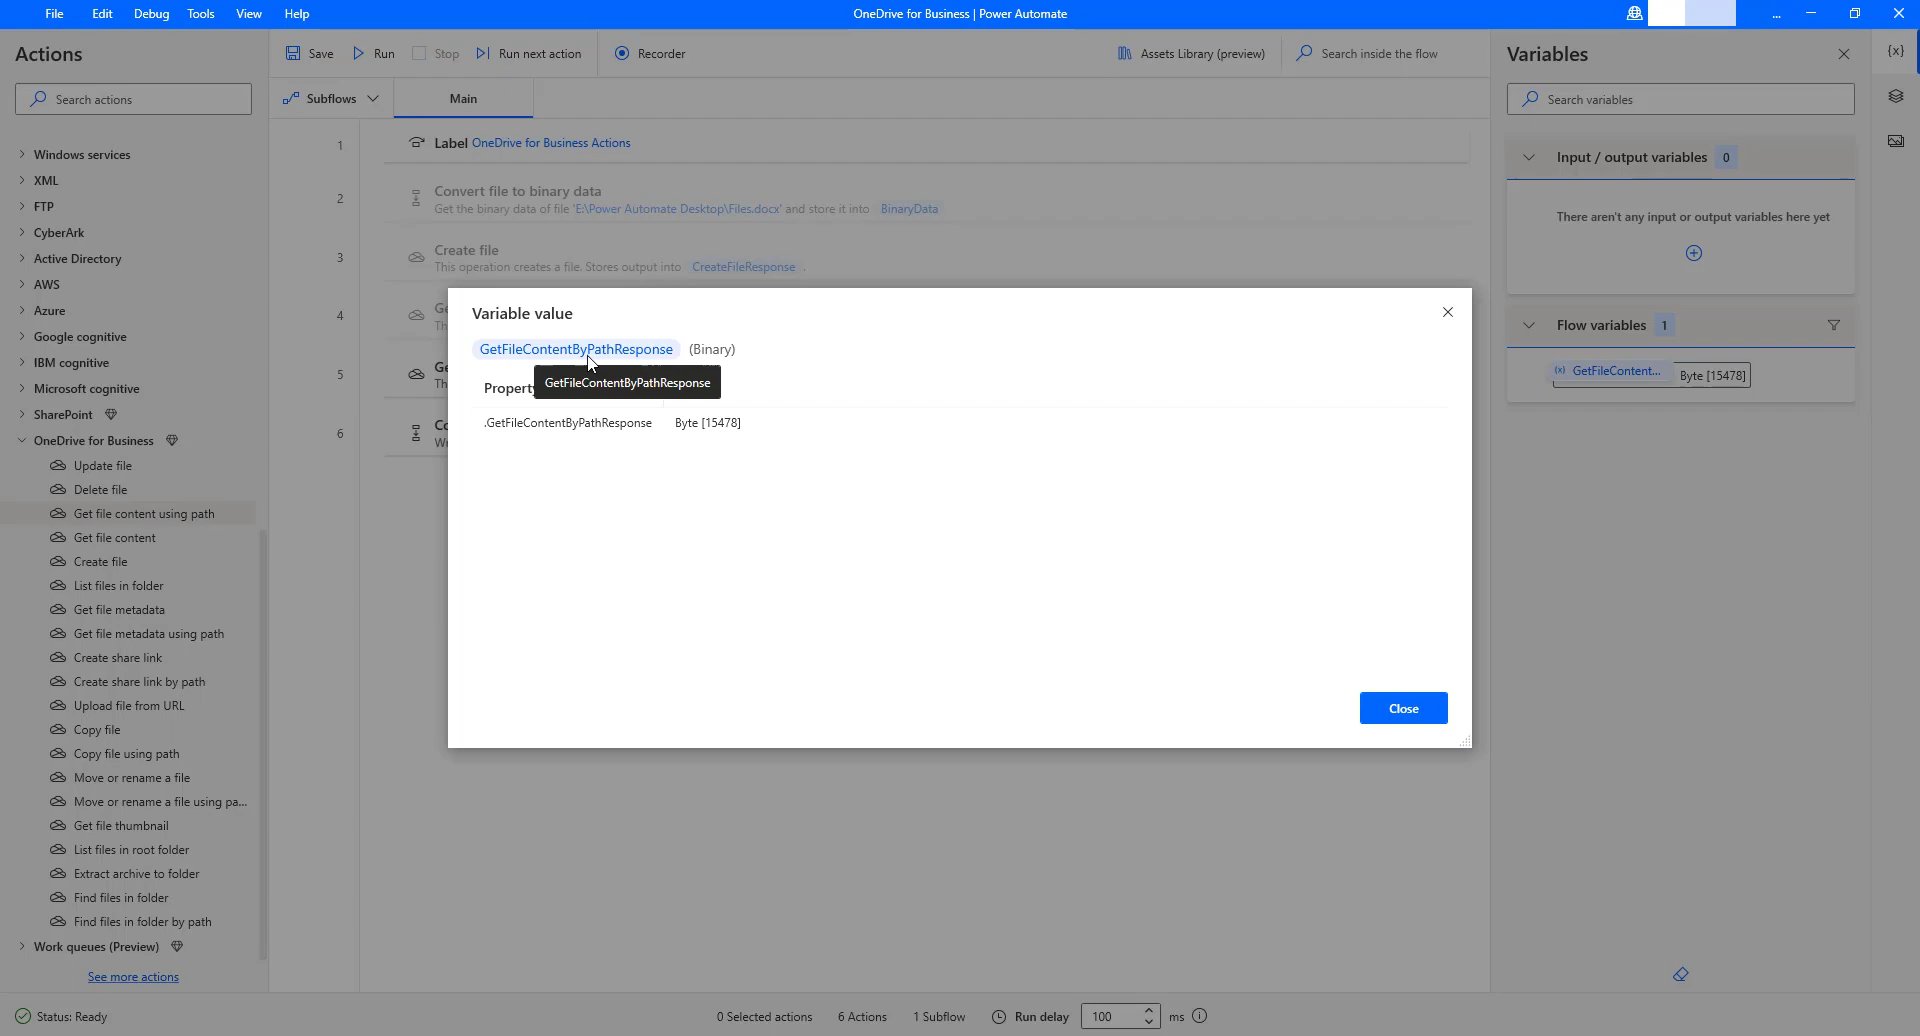 File Edit Debug Tools View Help
OneDrive for Business | Power Automate
...
Actions
Search actions
Windows services
XML
FTP
CyberArk
Active Directory
AWS
Azure
Google cognitive
IBM cognitive
Microsoft cognitive
SharePoint
OneDrive for Business
Update file
Delete file
Get file content using path
Get file content
Create file
List files in folder
Get file metadata
Get file metadata using path
Create share link
Create share link by path
Upload file from URL
Copy file
Copy file using path
Move or rename a file
Move or rename a file using pa...
Get file thumbnail
List files in root folder
Extract archive to folder
Find files in folder
Find files in folder by path
Work queues (Preview)
See more actions
Save Run Stop Run next action Recorder
Assets Library (preview) Search inside the flow
Subflows Main
1 Label OneDrive for Business Actions
2 Convert file to binary data
Get the binary data of file 'E:\Power Automate Desktop\Files.docx' and store it into BinaryData
3 Create file
This operation creates a file. Stores output into CreateFileResponse .
4 Ge
Th
5 Ge
Th
6 Co
Wr
Variable value
GetFileContentByPathResponse (Binary)
GetFileContentByPathResponse
Property
.GetFileContentByPathResponse Byte [15478]
Close
Variables
{x}
Search variables
Input / output variables 0
There aren't any input or output variables here yet
Flow variables 1
(x) GetFileContent... Byte [15478]
Status: Ready
0 Selected actions 6 Actions 1 Subflow Run delay 100 ms